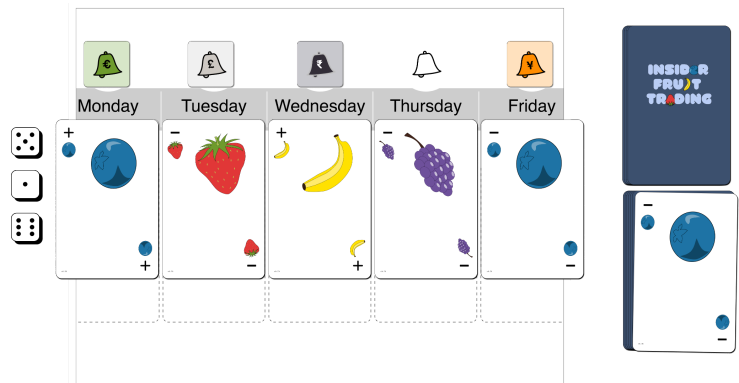 € £ ₹ ¥
Monday Tuesday Wednesday Thursday Friday
+ - + - -
+ - + - -
INSIDER
FRUIT
TRADING
-
-